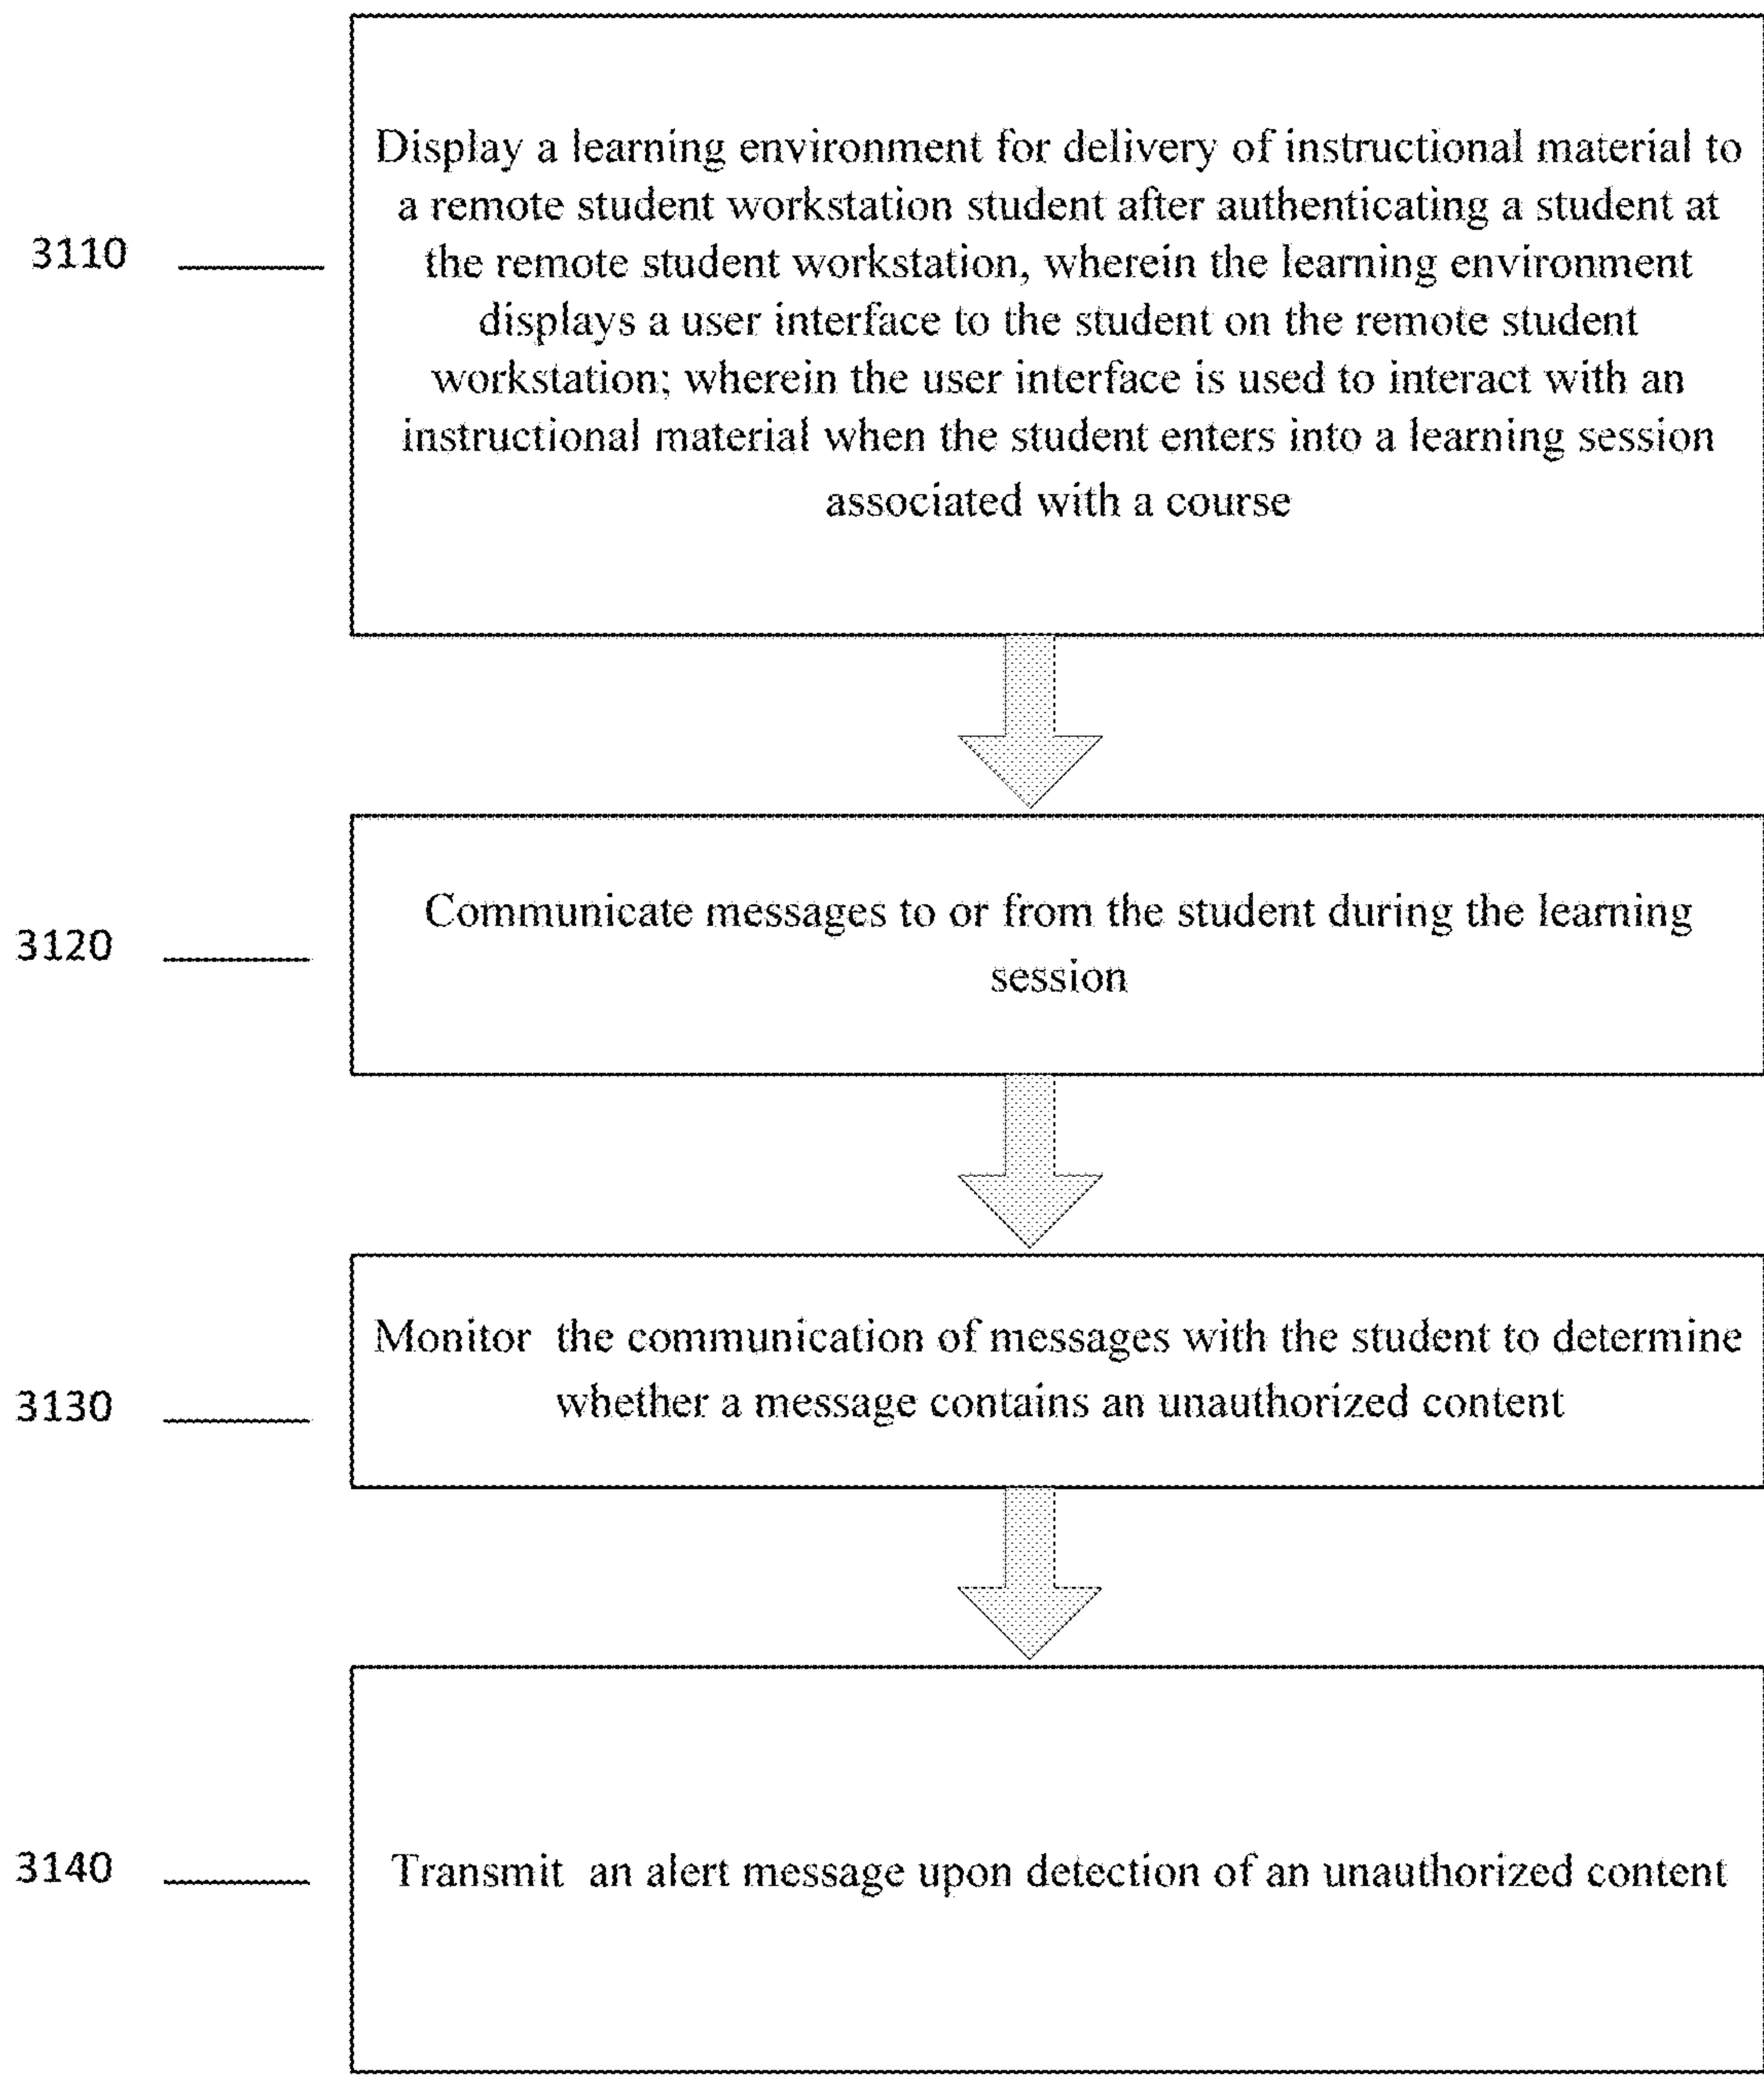 Display a learning environment for delivery of instructional material to
a remote student workstation student after authenticating a student at
3110
the remote student workstation, wherein the learning environment
displays a user interface to the student on the remote student
workstation; wherein the user interface is used to interact with an
instructional material when the student enters into a learning session
associated with a course
Communicate messages to or from the student during the learning
3120
session
Monitor the communication of messages with the student to determine
3130
whether a message contains an unauthorized content
3140
Transmit an alert message upon detection of an unauthorized content